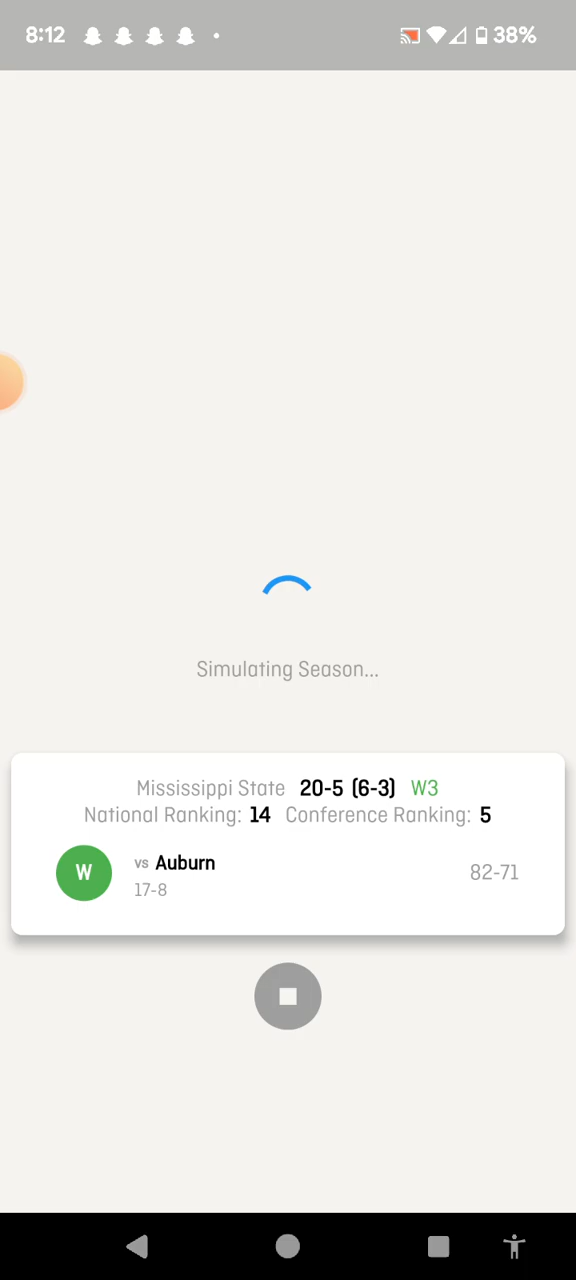 8:12 38%
Simulating Season...
Mississippi State 20-5 (6-3) W3
National Ranking: 14 Conference Ranking: 5
W vs Auburn 82-71
17-8